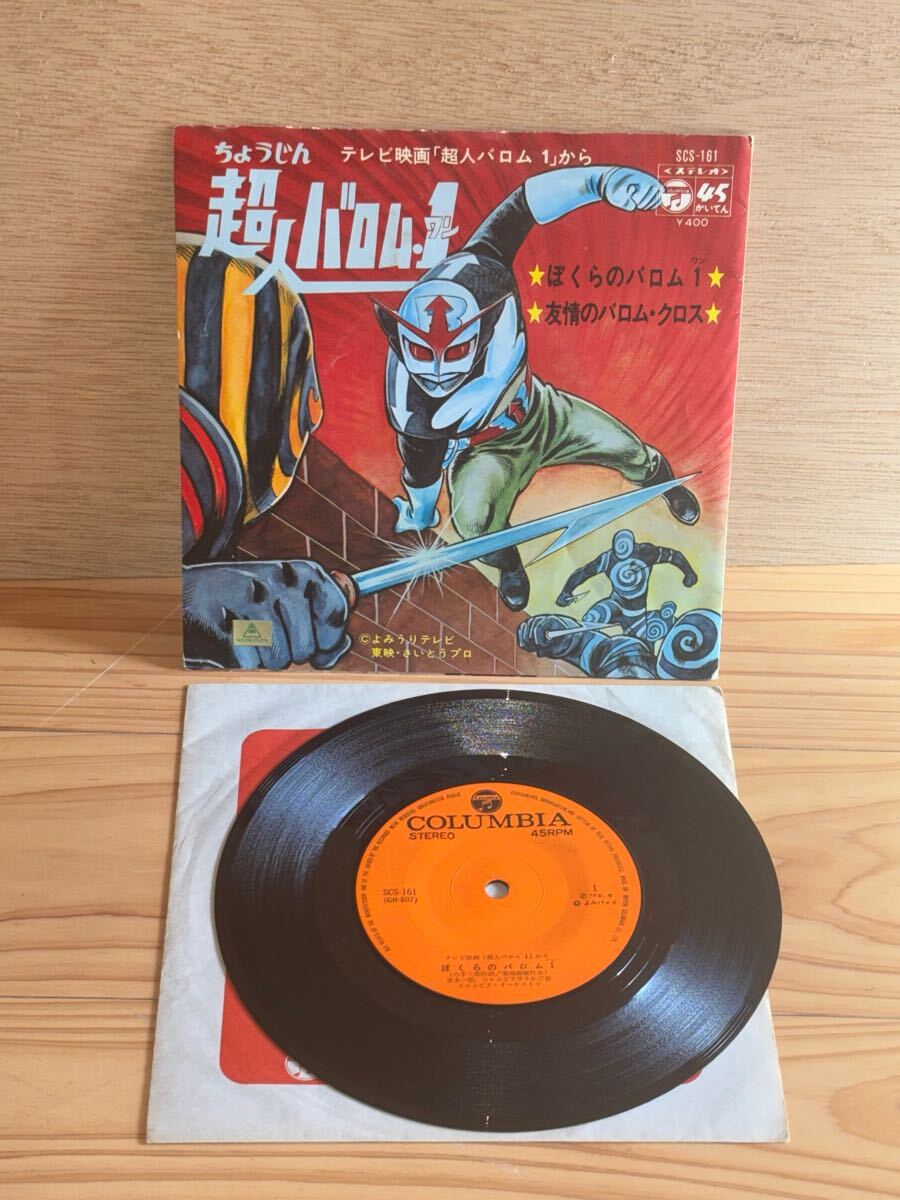 ちょうじん
テレビ映画「超人バロム1」から
SCS-161
<ステレオ>
Columbia
45
かいてん
¥400
超人バロム・1
ワン
ワン
★ぼくらのバロム1★
★友情のバロム・クロス★
©よみうりテレビ
東映・さいとうプロ
Columbia
COLUMBIA
STEREO
45RPM
SCS-161
(GH-807)
1
テレビ映画「超人バロム1」から
ぼくらのバロム1